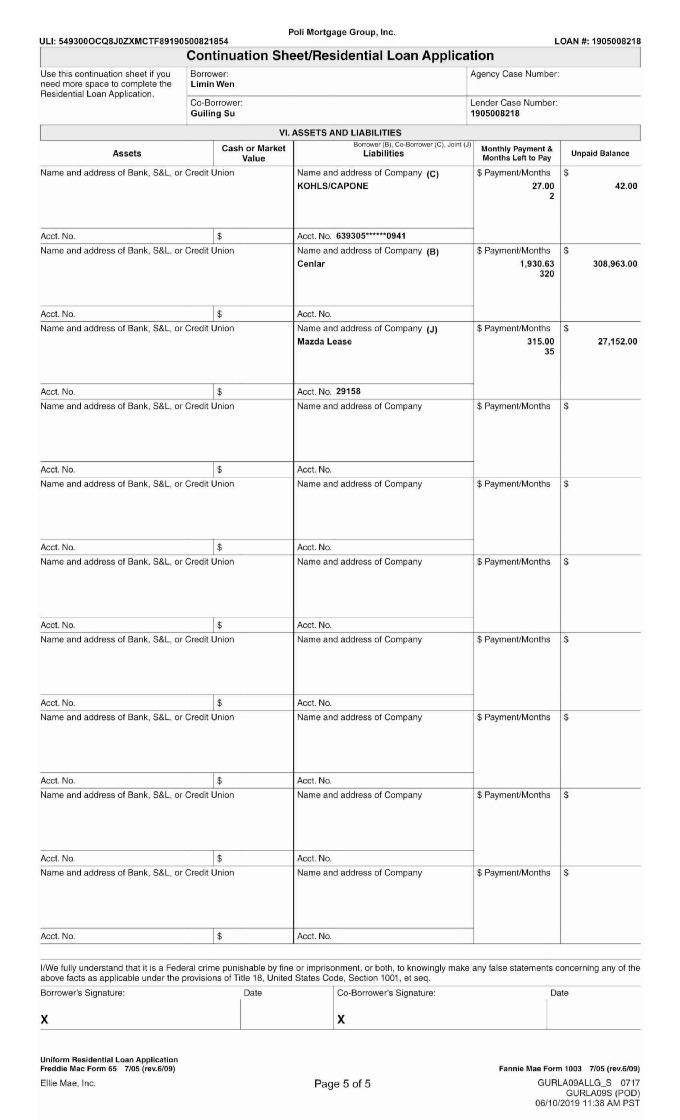 Poli Mortgage Group, Inc.
ULI: 549300OCQ8J0ZXMCTF89190500821854 LOAN #: 1905008218
Continuation Sheet/Residential Loan Application
Use this continuation sheet if you need more space to complete the Residential Loan Application.
Borrower:
Limin Wen
Agency Case Number:
Co-Borrower:
Guiling Su
Lender Case Number:
1905008218
VI. ASSETS AND LIABILITIES
Assets
Cash or Market Value
Borrower (B), Co-Borrower (C), Joint (J)
Liabilities
Monthly Payment & Months Left to Pay
Unpaid Balance
Name and address of Bank, S&L, or Credit Union Name and address of Company (C) $ Payment/Months $
KOHLS/CAPONE 27.00 42.00
2
Acct. No. $ Acct. No. 639305******0941
Name and address of Bank, S&L, or Credit Union Name and address of Company (B) $ Payment/Months $
Cenlar 1,930.63 308,963.00
320
Acct. No. $ Acct. No.
Name and address of Bank, S&L, or Credit Union Name and address of Company (J) $ Payment/Months $
Mazda Lease 315.00 27,152.00
35
Acct. No. $ Acct. No. 29158
Name and address of Bank, S&L, or Credit Union Name and address of Company $ Payment/Months $
Acct. No. $ Acct. No.
Name and address of Bank, S&L, or Credit Union Name and address of Company $ Payment/Months $
Acct. No. $ Acct. No.
Name and address of Bank, S&L, or Credit Union Name and address of Company $ Payment/Months $
Acct. No. $ Acct. No.
Name and address of Bank, S&L, or Credit Union Name and address of Company $ Payment/Months $
Acct. No. $ Acct. No.
Name and address of Bank, S&L, or Credit Union Name and address of Company $ Payment/Months $
Acct. No. $ Acct. No.
Name and address of Bank, S&L, or Credit Union Name and address of Company $ Payment/Months $
Acct. No. $ Acct. No.
Name and address of Bank, S&L, or Credit Union Name and address of Company $ Payment/Months $
Acct. No. $ Acct. No.
I/We fully understand that it is a Federal crime punishable by fine or imprisonment, or both, to knowingly make any false statements concerning any of the
above facts as applicable under the provisions of Title 18, United States Code, Section 1001, et seq.
Borrower's Signature: Date Co-Borrower's Signature: Date
X X
Uniform Residential Loan Application
Freddie Mac Form 65 7/05 (rev.6/09) Fannie Mae Form 1003 7/05 (rev.6/09)
Ellie Mae, Inc. Page 5 of 5 GURLA09ALLG_S 0717
GURLA09S (POD)
06/10/2019 11:38 AM PST